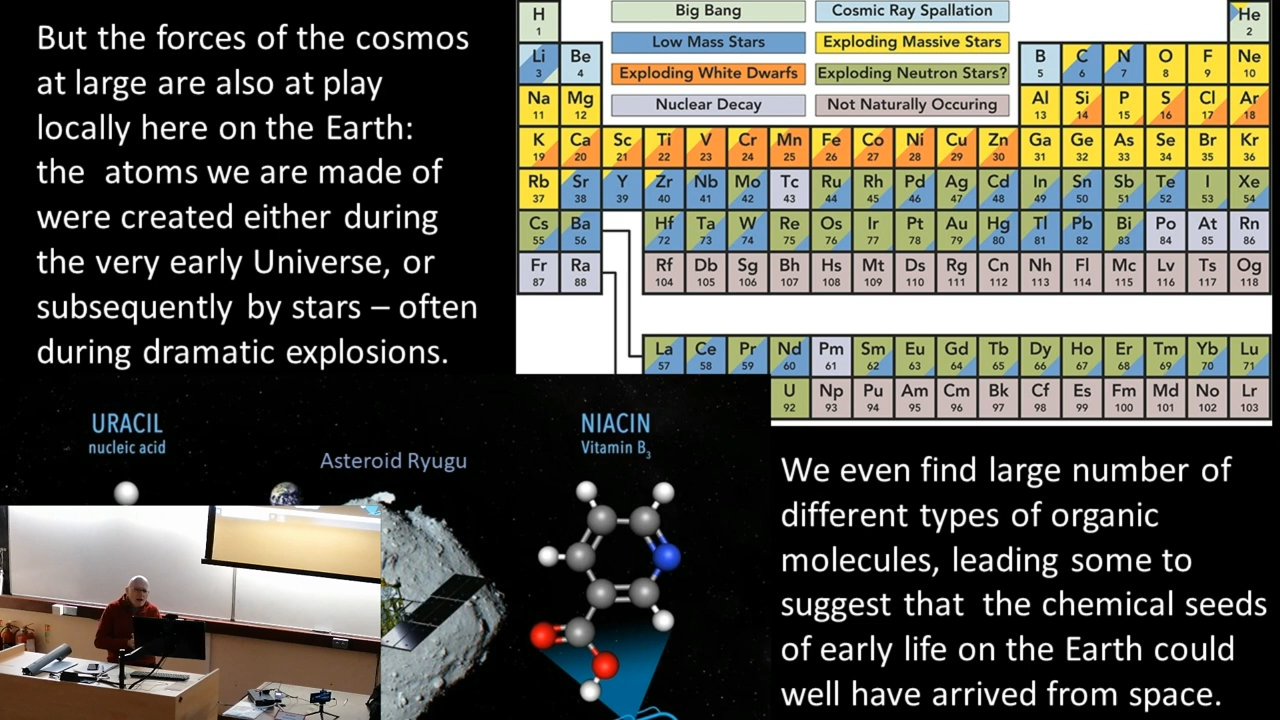 But the forces of the cosmos
at large are also at play
locally here on the Earth:
the atoms we are made of
were created either during
the very early Universe, or
subsequently by stars – often
during dramatic explosions.
Big Bang
Cosmic Ray Spallation
Low Mass Stars
Exploding Massive Stars
Exploding White Dwarfs
Exploding Neutron Stars?
Nuclear Decay
Not Naturally Occuring
H He
1 2
Li Be B C N O F Ne
3 4 5 6 7 8 9 10
Na Mg Al Si P S Cl Ar
11 12 13 14 15 16 17 18
K Ca Sc Ti V Cr Mn Fe Co Ni Cu Zn Ga Ge As Se Br Kr
19 20 21 22 23 24 25 26 27 28 29 30 31 32 33 34 35 36
Rb Sr Y Zr Nb Mo Tc Ru Rh Pd Ag Cd In Sn Sb Te I Xe
37 38 39 40 41 42 43 44 45 46 47 48 49 50 51 52 53 54
Cs Ba Hf Ta W Re Os Ir Pt Au Hg Tl Pb Bi Po At Rn
55 56 72 73 74 75 76 77 78 79 80 81 82 83 84 85 86
Fr Ra Rf Db Sg Bh Hs Mt Ds Rg Cn Nh Fl Mc Lv Ts Og
87 88 104 105 106 107 108 109 110 111 112 113 114 115 116 117 118
La Ce Pr Nd Pm Sm Eu Gd Tb Dy Ho Er Tm Yb Lu
57 58 59 60 61 62 63 64 65 66 67 68 69 70 71
U Np Pu Am Cm Bk Cf Es Fm Md No Lr
92 93 94 95 96 97 98 99 100 101 102 103
URACIL
nucleic acid
Asteroid Ryugu
NIACIN
Vitamin B3
We even find large number of
different types of organic
molecules, leading some to
suggest that the chemical seeds
of early life on the Earth could
well have arrived from space.